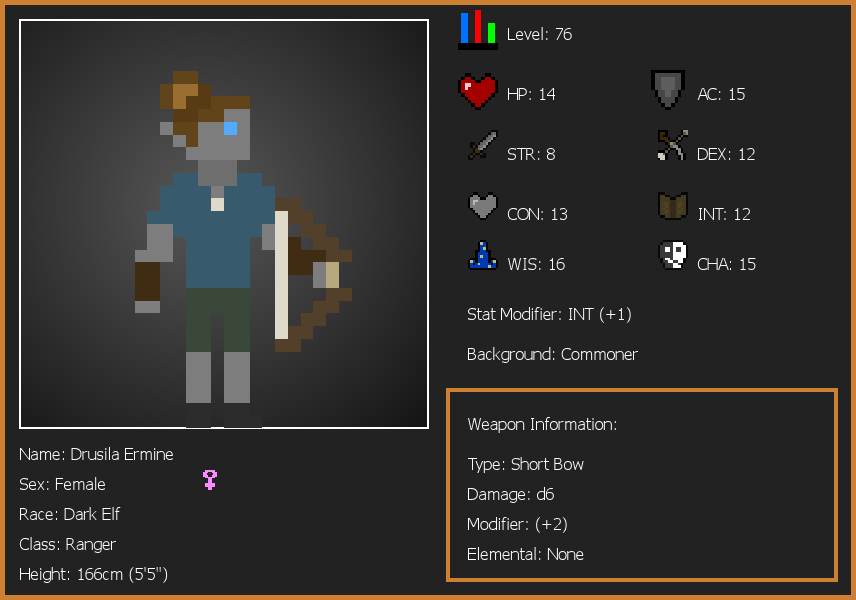 Level: 76
HP: 14
AC: 15
STR: 8
DEX: 12
CON: 13
INT: 12
WIS: 16
CHA: 15
Stat Modifier: INT (+1)
Background: Commoner
Weapon Information:
Type: Short Bow
Damage: d6
Modifier: (+2)
Elemental: None
Name: Drusila Ermine
Sex: Female
Race: Dark Elf
Class: Ranger
Height: 166cm (5'5")